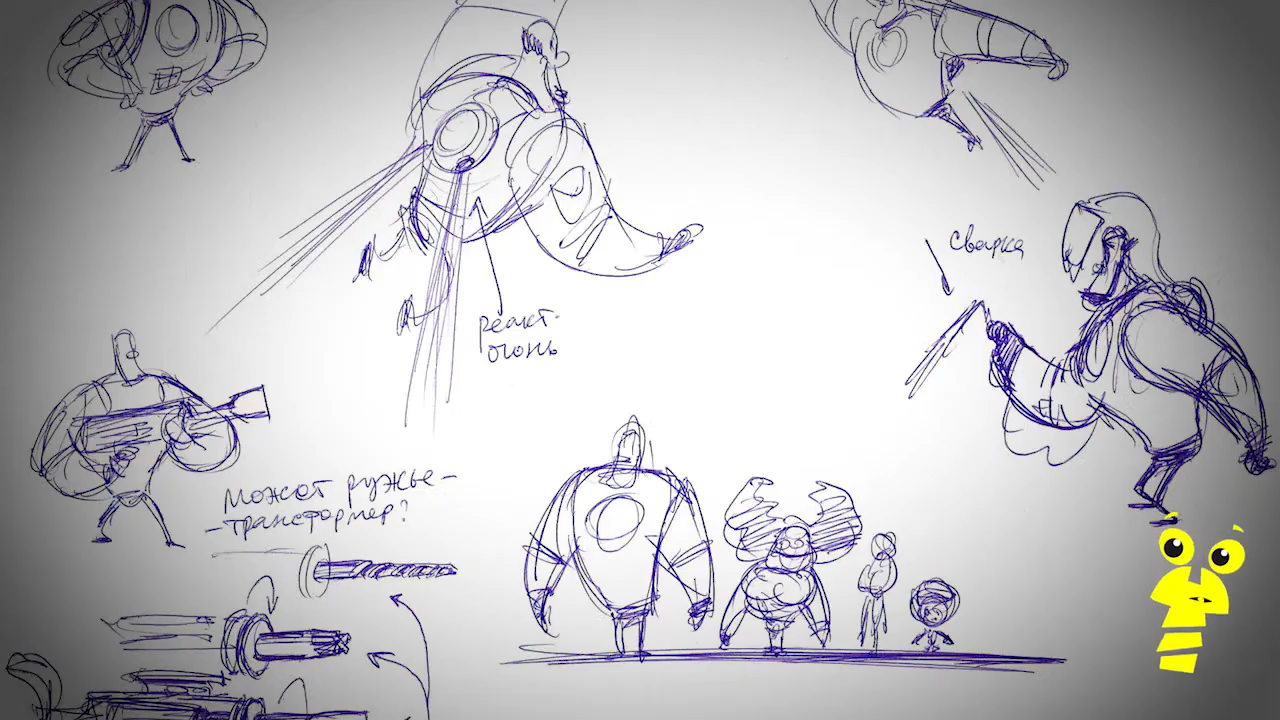 сварка
реакт.
огонь
может ружье-
-трансформер?